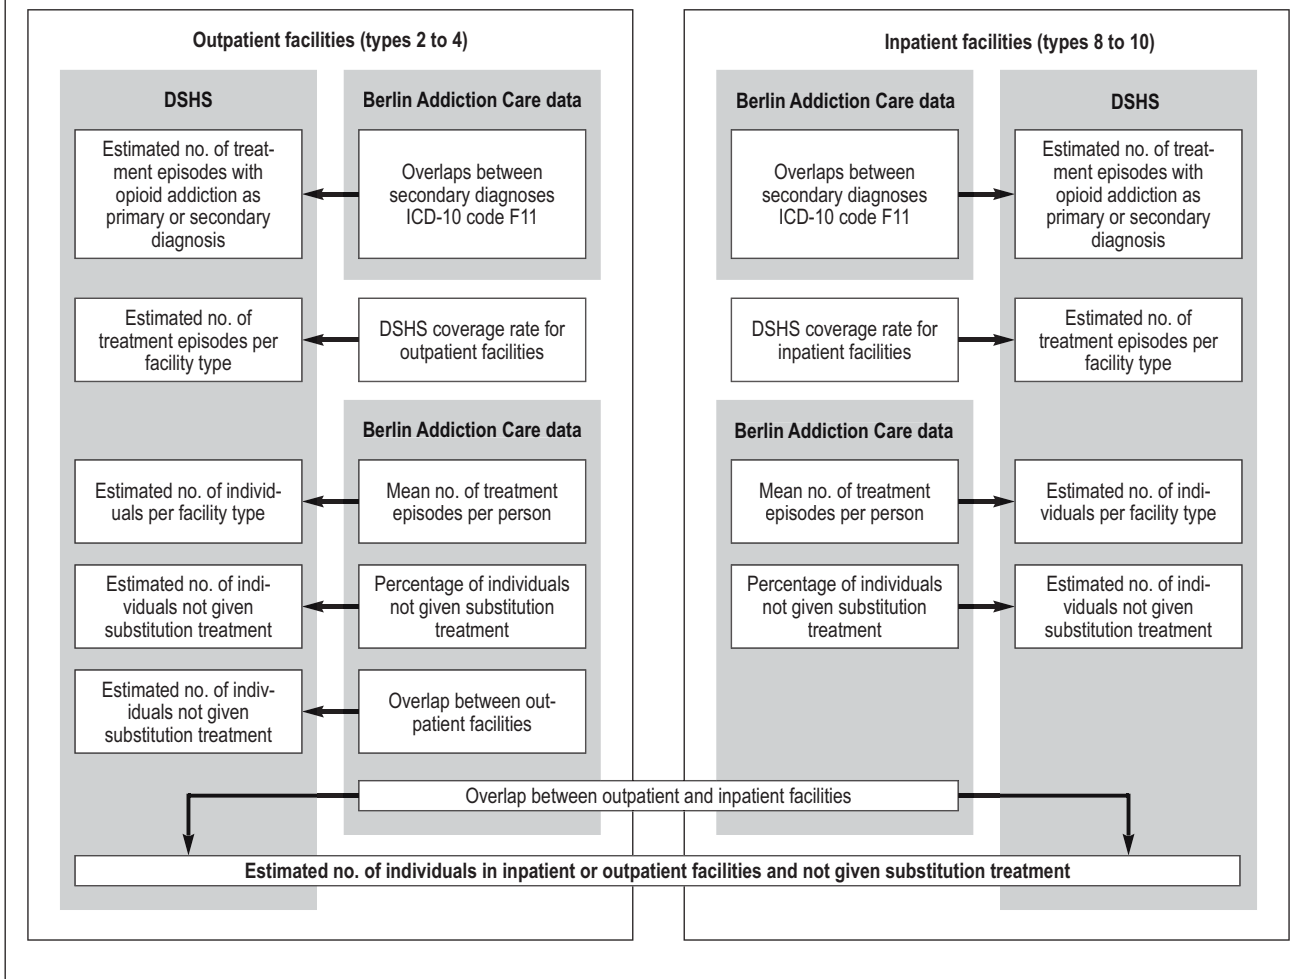 Outpatient facilities (types 2 to 4)
DSHS
Berlin Addiction Care data
Estimated no. of treat-
ment episodes with
opioid addiction as
primary or secondary
diagnosis
Overlaps between
secondary diagnoses
ICD-10 code F11
Estimated no. of
treatment episodes per
facility type
DSHS coverage rate for
outpatient facilities
Berlin Addiction Care data
Estimated no. of individ-
uals per facility type
Mean no. of treatment
episodes per person
Estimated no. of indi-
viduals not given
substitution treatment
Percentage of individuals
not given substitution
treatment
Estimated no. of indiv-
iduals not given
substitution treatment
Overlap between out-
patient facilities
Inpatient facilities (types 8 to 10)
Berlin Addiction Care data
DSHS
Overlaps between
secondary diagnoses
ICD-10 code F11
Estimated no. of treat-
ment episodes with
opioid addiction as
primary or secondary
diagnosis
DSHS coverage rate for
inpatient facilities
Estimated no. of
treatment episodes per
facility type
Berlin Addiction Care data
Mean no. of treatment
episodes per person
Estimated no. of indi-
viduals per facility type
Percentage of individuals
not given substitution
treatment
Estimated no. of indi-
viduals not given
substitution treatment
Overlap between outpatient and inpatient facilities
Estimated no. of individuals in inpatient or outpatient facilities and not given substitution treatment